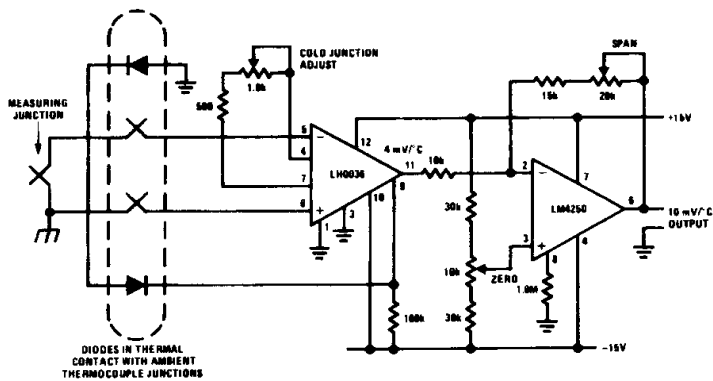 SPAN
COLD JUNCTION
ADJUST
1.0k
500
15k
20k
MEASURING
JUNCTION
+15V
5
−
4
7
6
+
12
4 mV/°C
LH0036
11
10k
10
9
1
3
2
−
7
LM4250
6
10 mV/°C
OUTPUT
3
+
8
4
30k
10k
ZERO
1.0M
100k
30k
−15V
DIODES IN THERMAL
CONTACT WITH AMBIENT
THERMOCOUPLE JUNCTIONS